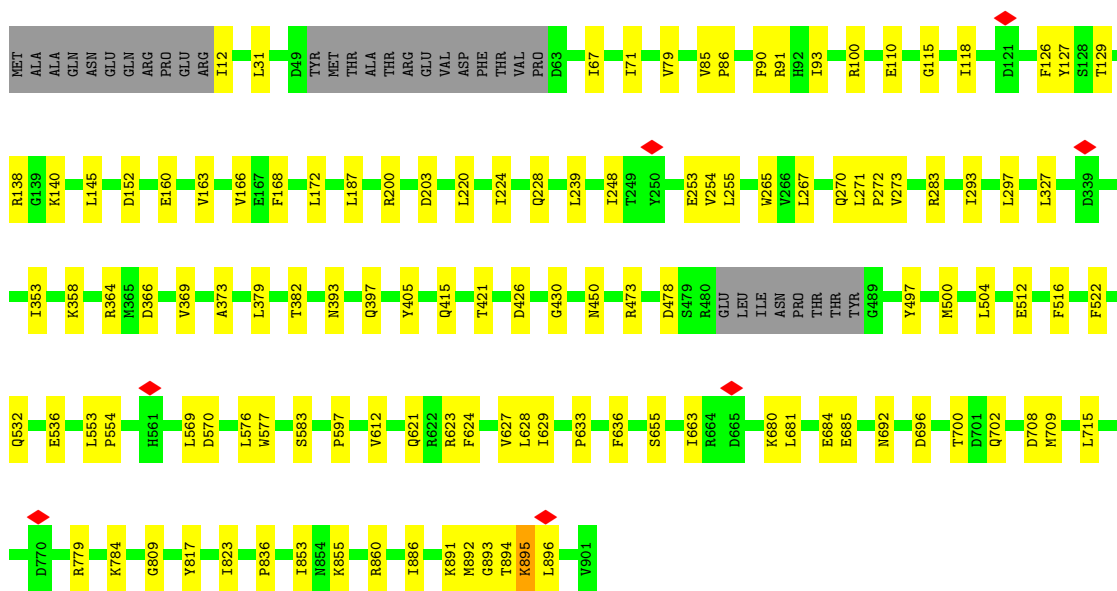 MET ALA ALA GLN ASN GLU GLN ARG PRO GLU ARG I12 L31 D49 TYR MET THR ALA THR ARG GLU VAL ASP PHE THR VAL PRO D63 I67 I71 V79 V85 P86 F90 R91 H92 I93 R100 E110 G115 I118 D121 F126 Y127 S128 T129
R138 G139 K140 L145 D152 E160 V163 V166 E167 F168 L172 L187 R200 D203 L220 I224 Q228 L239 I248 T249 Y250 E253 V254 L255 W265 V266 L267 Q270 L271 P272 V273 R283 I293 L297 L327 D339
I353 K358 R364 M365 D366 V369 A373 L379 T382 N393 Q397 Y405 Q415 T421 D426 G430 N450 R473 D478 S479 R480 GLU LEU ILE ASN PRO THR THR TYR G489 Y497 M500 L504 E512 F516 F522
Q532 E536 L553 P554 H561 L569 D570 L576 W577 S583 P597 V612 Q621 R622 R623 F624 V627 L628 I629 P633 F636 S655 I663 R664 D665 K680 L681 E684 E685 N692 D696 T700 D701 Q702 D708 M709 L715
D770 R779 K784 G809 Y817 I823 P836 I853 N854 K855 R860 I886 K891 M892 G893 T894 K895 L896 V901